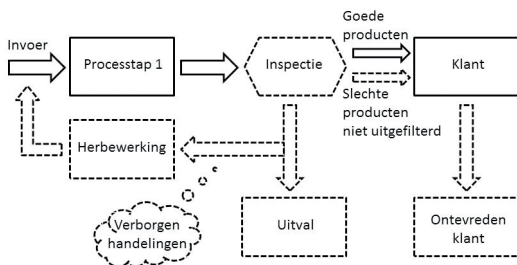 Goede
producten
Invoer
Processtap 1
Inspectie
Klant
Slechte
producten
niet uitgefilterd
Herbewerking
Verborgen
handelingen
Uitval
Ontevreden
klant